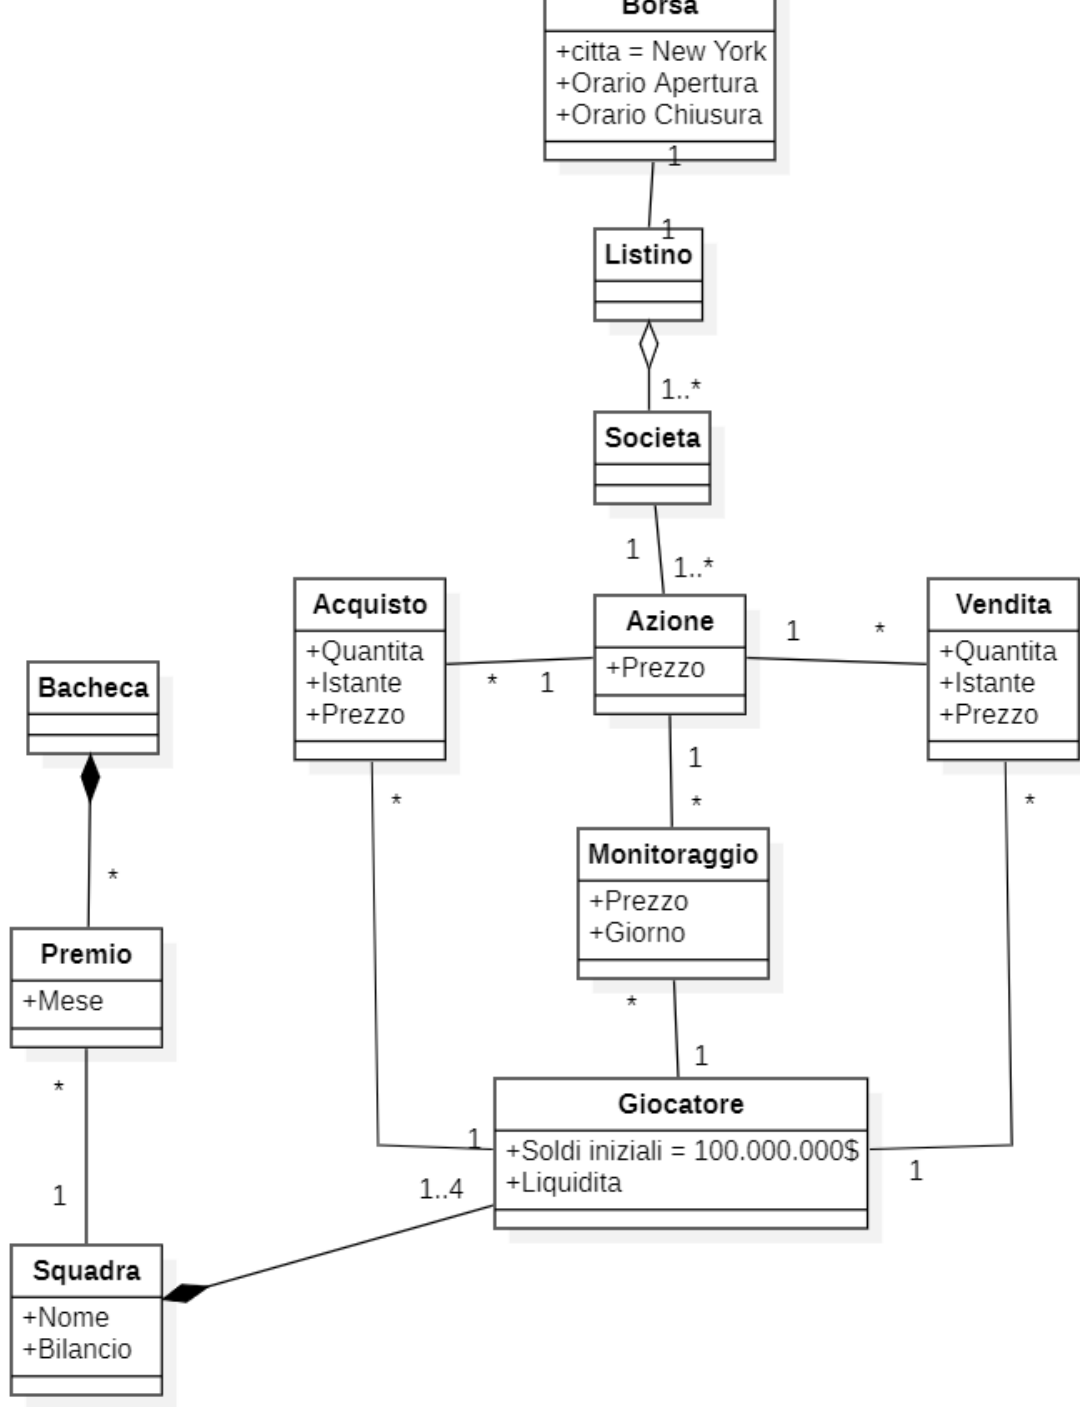 Borsa
+citta = New York
+Orario Apertura
+Orario Chiusura
1
1
Listino
1..*
Societa
1
1..*
Acquisto
+Quantita
+Istante
+Prezzo
Azione
+Prezzo
Vendita
+Quantita
+Istante
+Prezzo
1
*
*
1
Bacheca
*
1
*
*
*
Monitoraggio
+Prezzo
+Giorno
*
Premio
+Mese
*
1
*
1
Giocatore
+Soldi iniziali = 100.000.000$
+Liquidita
1
1
1..4
Squadra
+Nome
+Bilancio